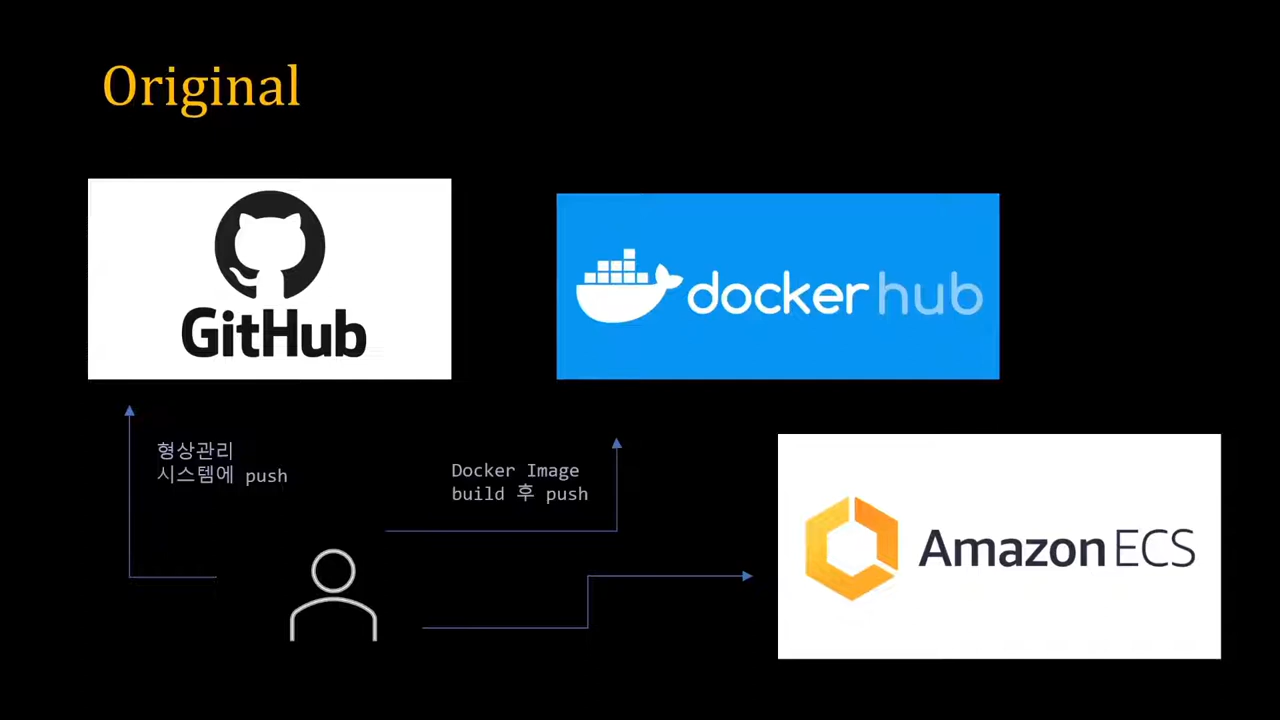 Original
GitHub
docker hub
형상관리
시스템에 push
Docker Image
build 후 push
Amazon ECS